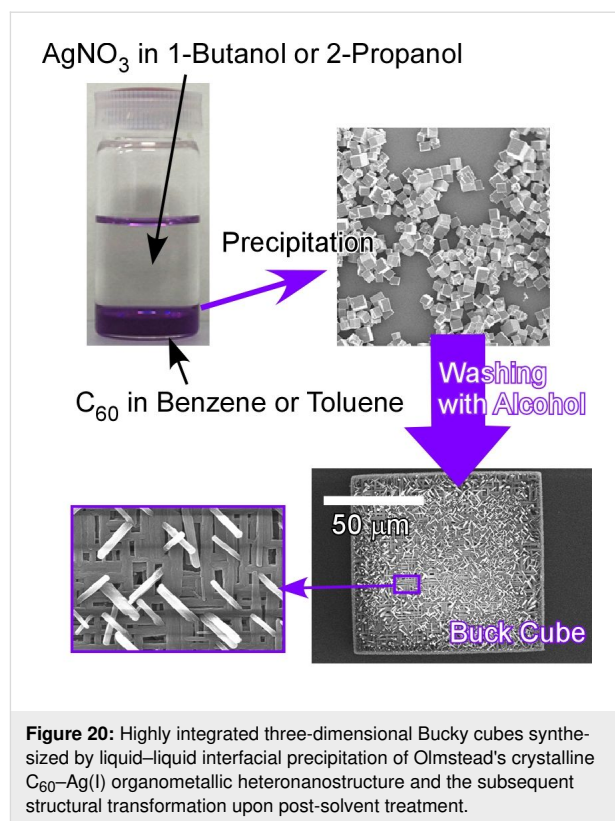 AgNO₃ in 1-Butanol or 2-Propanol
Precipitation
C₆₀ in Benzene or Toluene
Washing
with Alcohol
50 μm
Buck Cube
Figure 20: Highly integrated three-dimensional Bucky cubes synthe-
sized by liquid–liquid interfacial precipitation of Olmstead's crystalline
C₆₀–Ag(I) organometallic heteronanostructure and the subsequent
structural transformation upon post-solvent treatment.